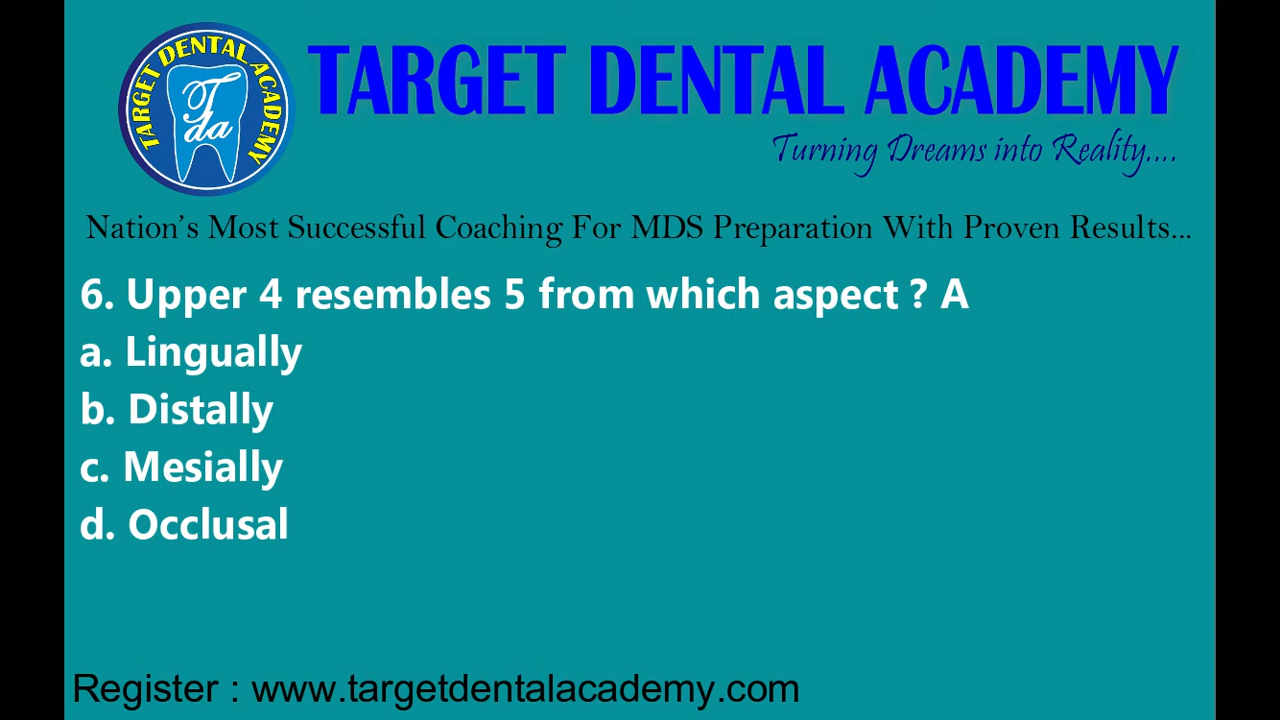 TARGET DENTAL ACADEMY
Tda
TARGET DENTAL ACADEMY
Turning Dreams into Reality....
Nation's Most Successful Coaching For MDS Preparation With Proven Results...
6. Upper 4 resembles 5 from which aspect ? A
a. Lingually
b. Distally
c. Mesially
d. Occlusal
Register : www.targetdentalacademy.com